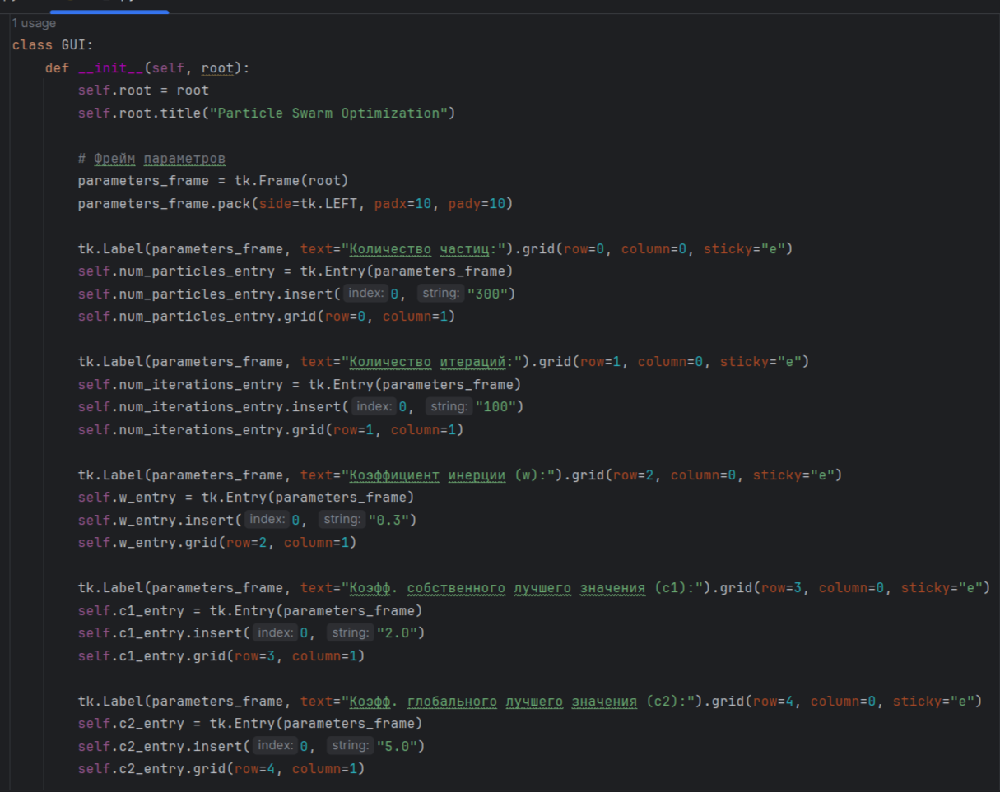 1 usage
class GUI:
    def __init__(self, root):
        self.root = root
        self.root.title("Particle Swarm Optimization")

        # Фрейм параметров
        parameters_frame = tk.Frame(root)
        parameters_frame.pack(side=tk.LEFT, padx=10, pady=10)

        tk.Label(parameters_frame, text="Количество частиц:").grid(row=0, column=0, sticky="e")
        self.num_particles_entry = tk.Entry(parameters_frame)
        self.num_particles_entry.insert( index: 0, string: "300")
        self.num_particles_entry.grid(row=0, column=1)

        tk.Label(parameters_frame, text="Количество итераций:").grid(row=1, column=0, sticky="e")
        self.num_iterations_entry = tk.Entry(parameters_frame)
        self.num_iterations_entry.insert( index: 0, string: "100")
        self.num_iterations_entry.grid(row=1, column=1)

        tk.Label(parameters_frame, text="Коэффициент инерции (w):").grid(row=2, column=0, sticky="e")
        self.w_entry = tk.Entry(parameters_frame)
        self.w_entry.insert( index: 0, string: "0.3")
        self.w_entry.grid(row=2, column=1)

        tk.Label(parameters_frame, text="Коэфф. собственного лучшего значения (c1):").grid(row=3, column=0, sticky="e")
        self.c1_entry = tk.Entry(parameters_frame)
        self.c1_entry.insert( index: 0, string: "2.0")
        self.c1_entry.grid(row=3, column=1)

        tk.Label(parameters_frame, text="Коэфф. глобального лучшего значения (c2):").grid(row=4, column=0, sticky="e")
        self.c2_entry = tk.Entry(parameters_frame)
        self.c2_entry.insert( index: 0, string: "5.0")
        self.c2_entry.grid(row=4, column=1)